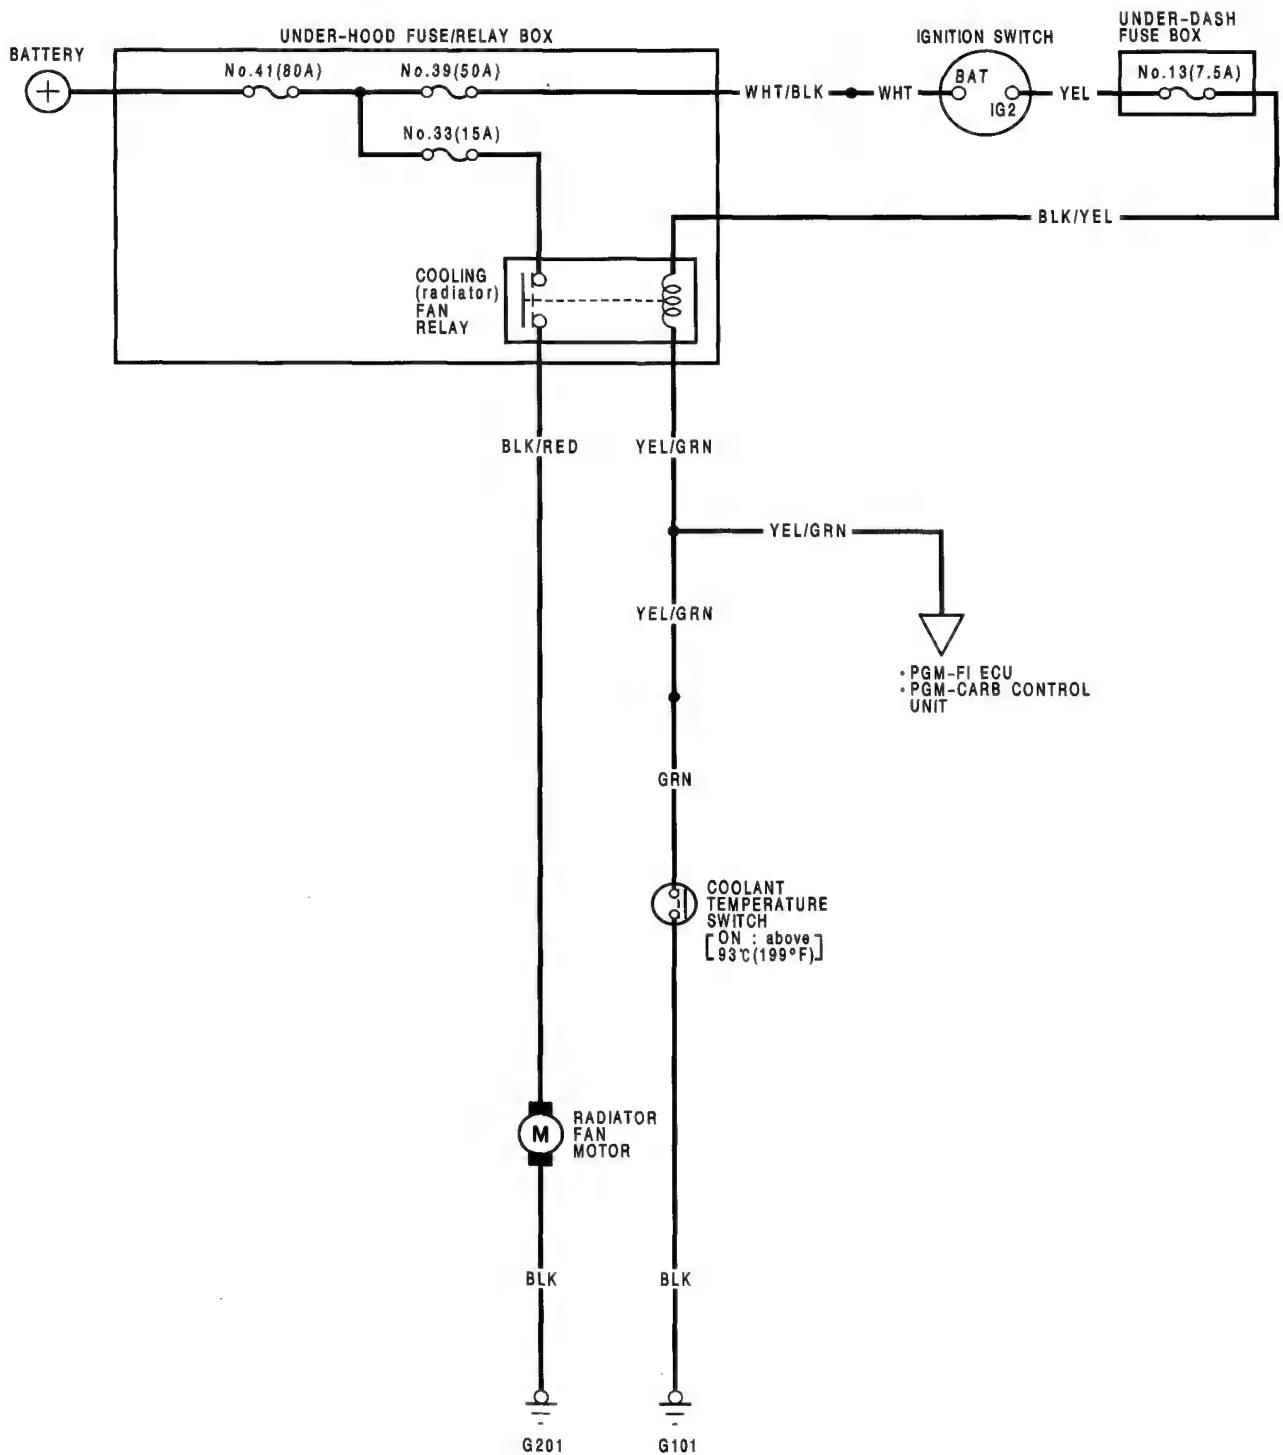 UNDER-DASH
FUSE BOX
UNDER-HOOD FUSE/RELAY BOX
IGNITION SWITCH
BATTERY
No.41(80A)
No.39(50A)
BAT
No.13(7.5A)
+
WHT/BLK
WHT
IG2
YEL
No.33(15A)
BLK/YEL
COOLING
(radiator)
FAN
RELAY
BLK/RED
YEL/GRN
YEL/GRN
YEL/GRN
• PGM-FI ECU
• PGM-CARB CONTROL
UNIT
GRN
COOLANT
TEMPERATURE
SWITCH
[ON : above
93℃(199°F)]
M
RADIATOR
FAN
MOTOR
BLK
BLK
G201
G101